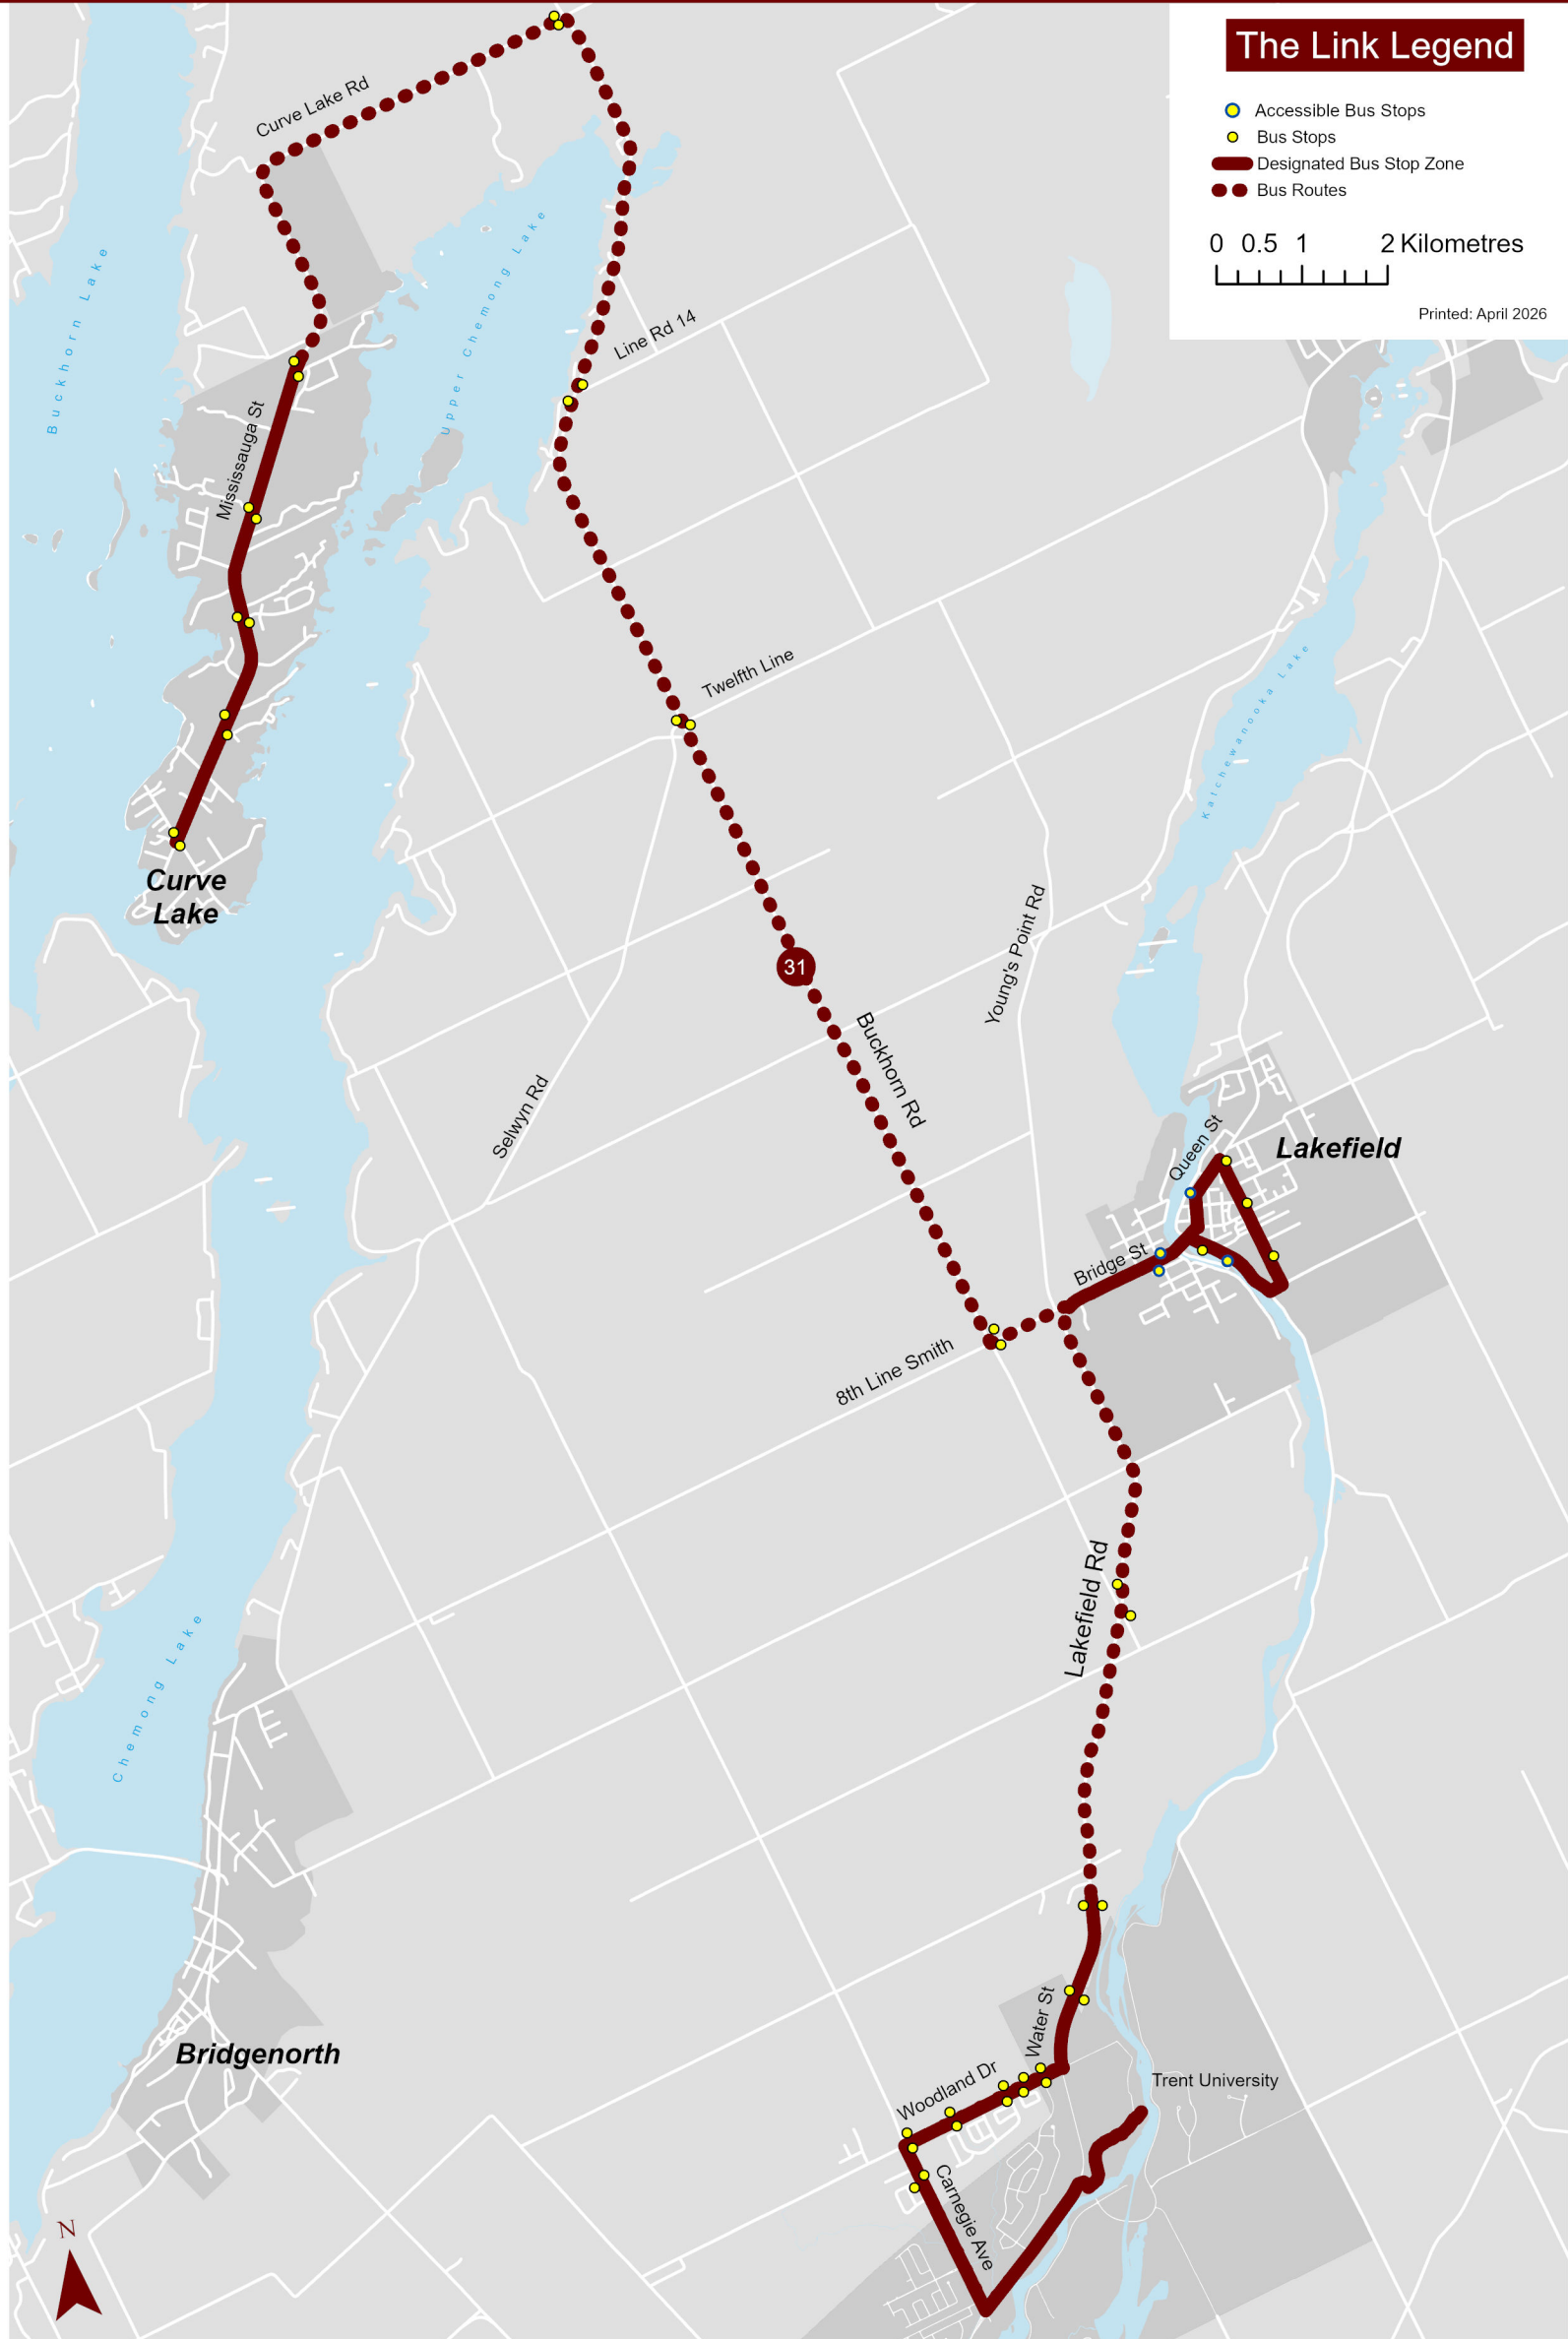 The Link Legend
Accessible Bus Stops
Bus Stops
Designated Bus Stop Zone
Bus Routes
0 0.5 1 2 Kilometres
Printed: April 2026
Curve Lake Rd
Buckhorn Lake
upper Chemong Lake
Line Rd 14
Mississauga St
Twelfth Line
Katchewanooka Lake
Curve
Lake
31
Young's Point Rd
Buckhorn Rd
Selwyn Rd
Queen St
Lakefield
Bridge St
8th Line Smith
Lakefield Rd
Chemong Lake
Water St
Bridgenorth
Woodland Dr
Trent University
Carnegie Ave
N